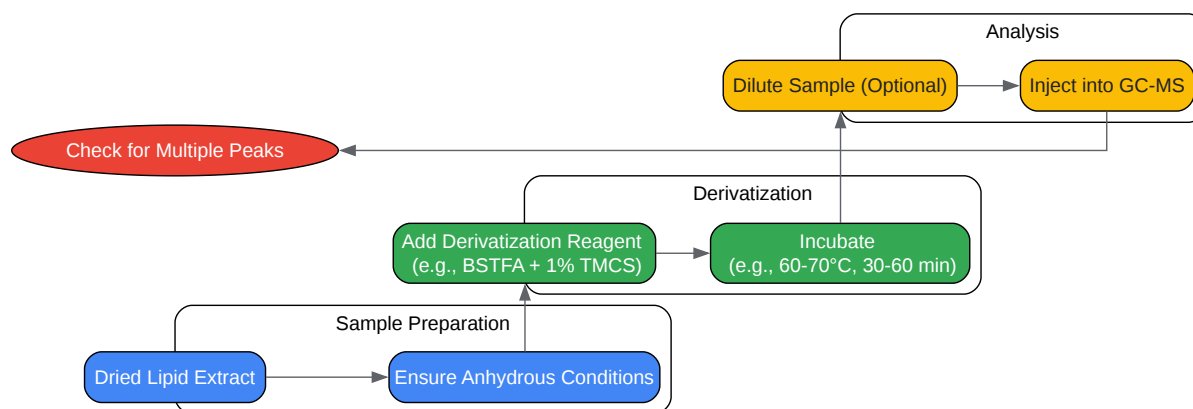 Analysis
Dilute Sample (Optional)
Inject into GC-MS
Check for Multiple Peaks
Derivatization
Add Derivatization Reagent
(e.g., BSTFA + 1% TMCS)
Incubate
(e.g., 60-70°C, 30-60 min)
Sample Preparation
Dried Lipid Extract
Ensure Anhydrous Conditions